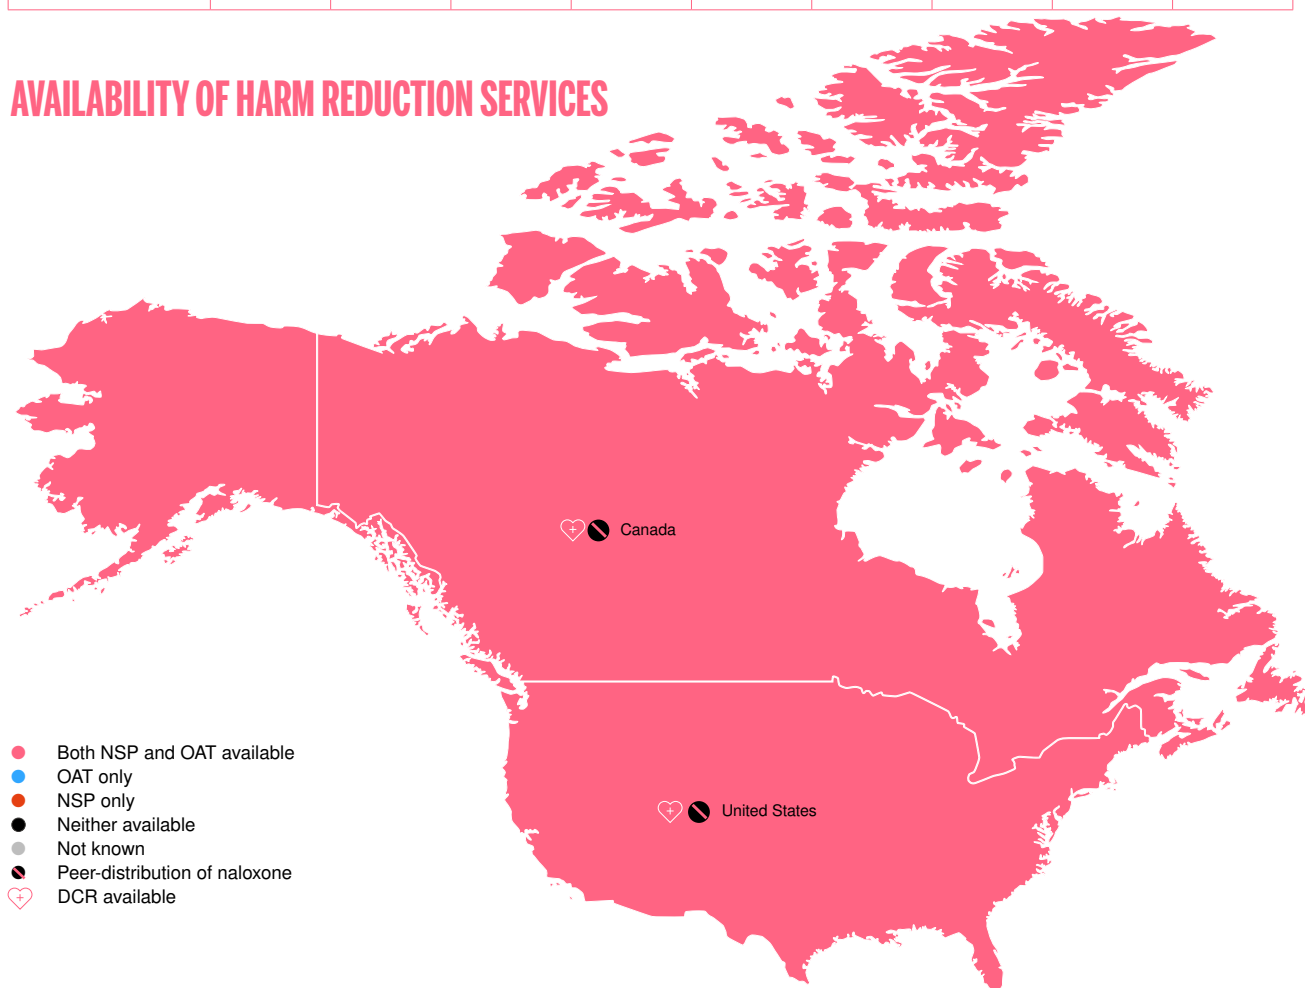 AVAILABILITY OF HARM REDUCTION SERVICES
Canada
Both NSP and OAT available
OAT only
NSP only
Neither available
Not known
Peer-distribution of naloxone
DCR available
United States